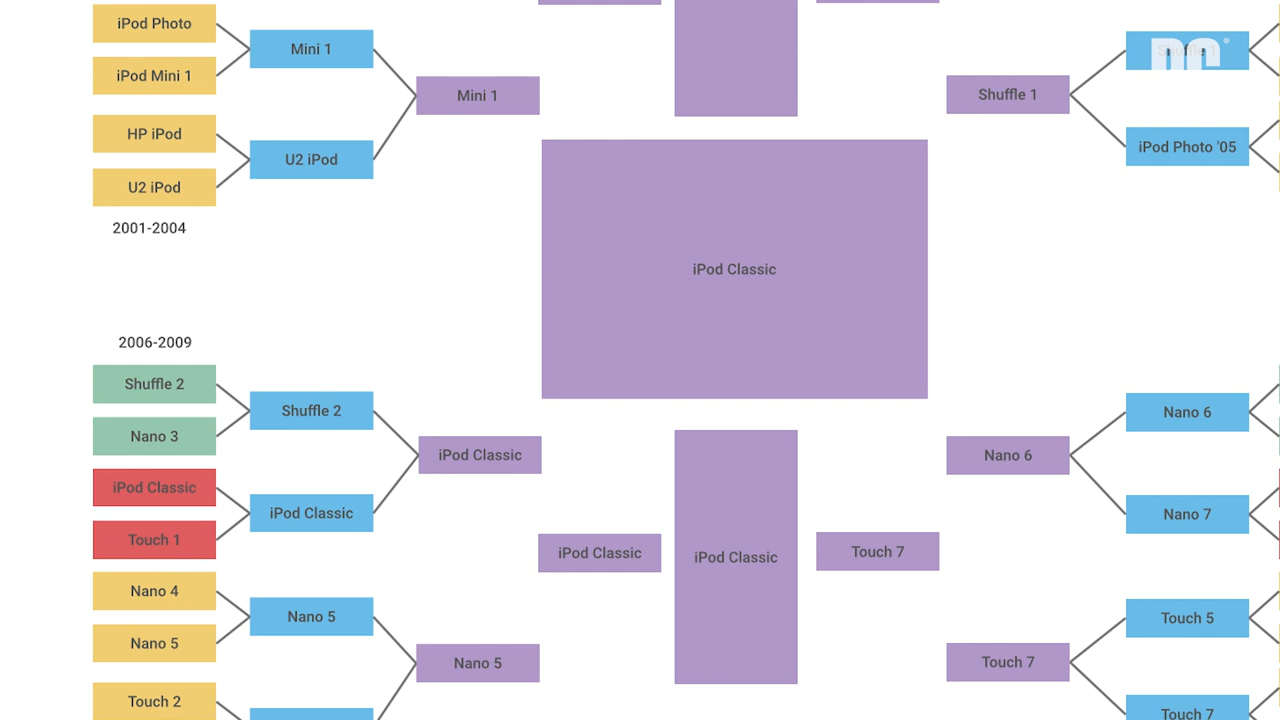 iPod Photo
iPod Mini 1
HP iPod
U2 iPod
2001-2004
Mini 1
U2 iPod
Mini 1
iPod Classic
Shuffle 1
Shuffle 1
iPod Photo '05
2006-2009
Shuffle 2
Nano 3
iPod Classic
Touch 1
Nano 4
Nano 5
Touch 2
Shuffle 2
iPod Classic
Nano 5
iPod Classic
Nano 5
iPod Classic
iPod Classic
Touch 7
Nano 6
Touch 7
Nano 6
Nano 7
Touch 5
Touch 7